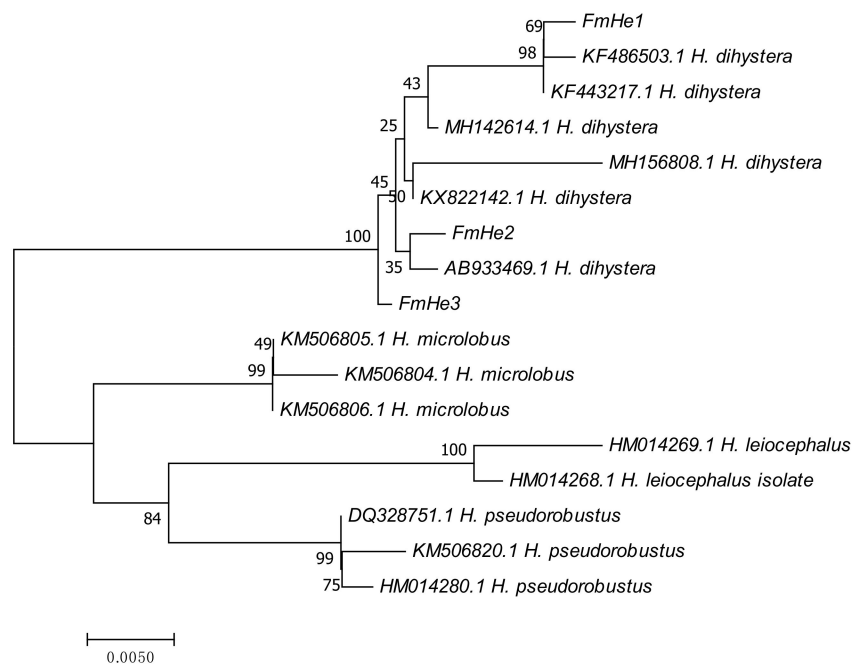 69
FmHe1
98
KF486503.1 H. dihystera
KF443217.1 H. dihystera
43
MH142614.1 H. dihystera
25
MH156808.1 H. dihystera
45
50
KX822142.1 H. dihystera
FmHe2
100
35
AB933469.1 H. dihystera
FmHe3
49
KM506805.1 H. microlobus
99
KM506804.1 H. microlobus
KM506806.1 H. microlobus
100
HM014269.1 H. leiocephalus
HM014268.1 H. leiocephalus isolate
84
DQ328751.1 H. pseudorobustus
99
KM506820.1 H. pseudorobustus
75
HM014280.1 H. pseudorobustus
0.0050